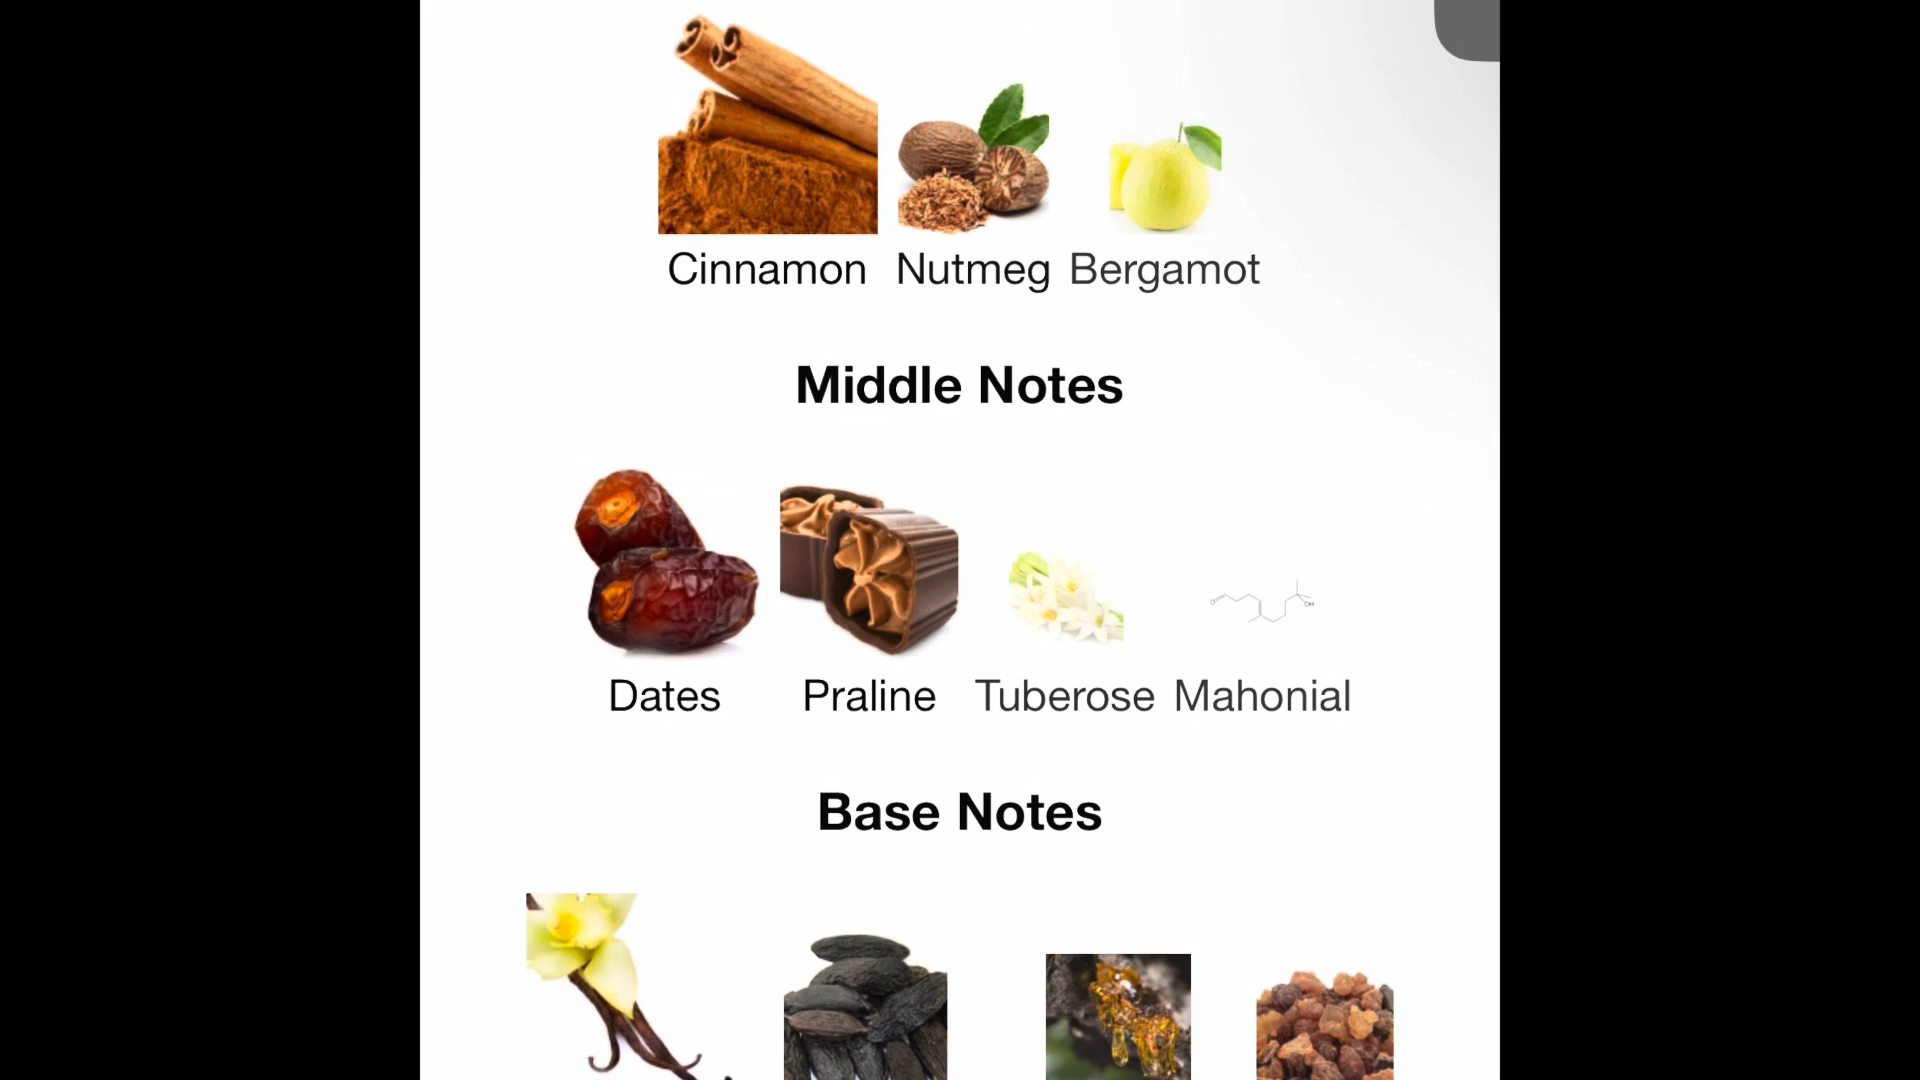 Cinnamon Nutmeg Bergamot
Middle Notes
Dates Praline Tuberose Mahonial
Base Notes